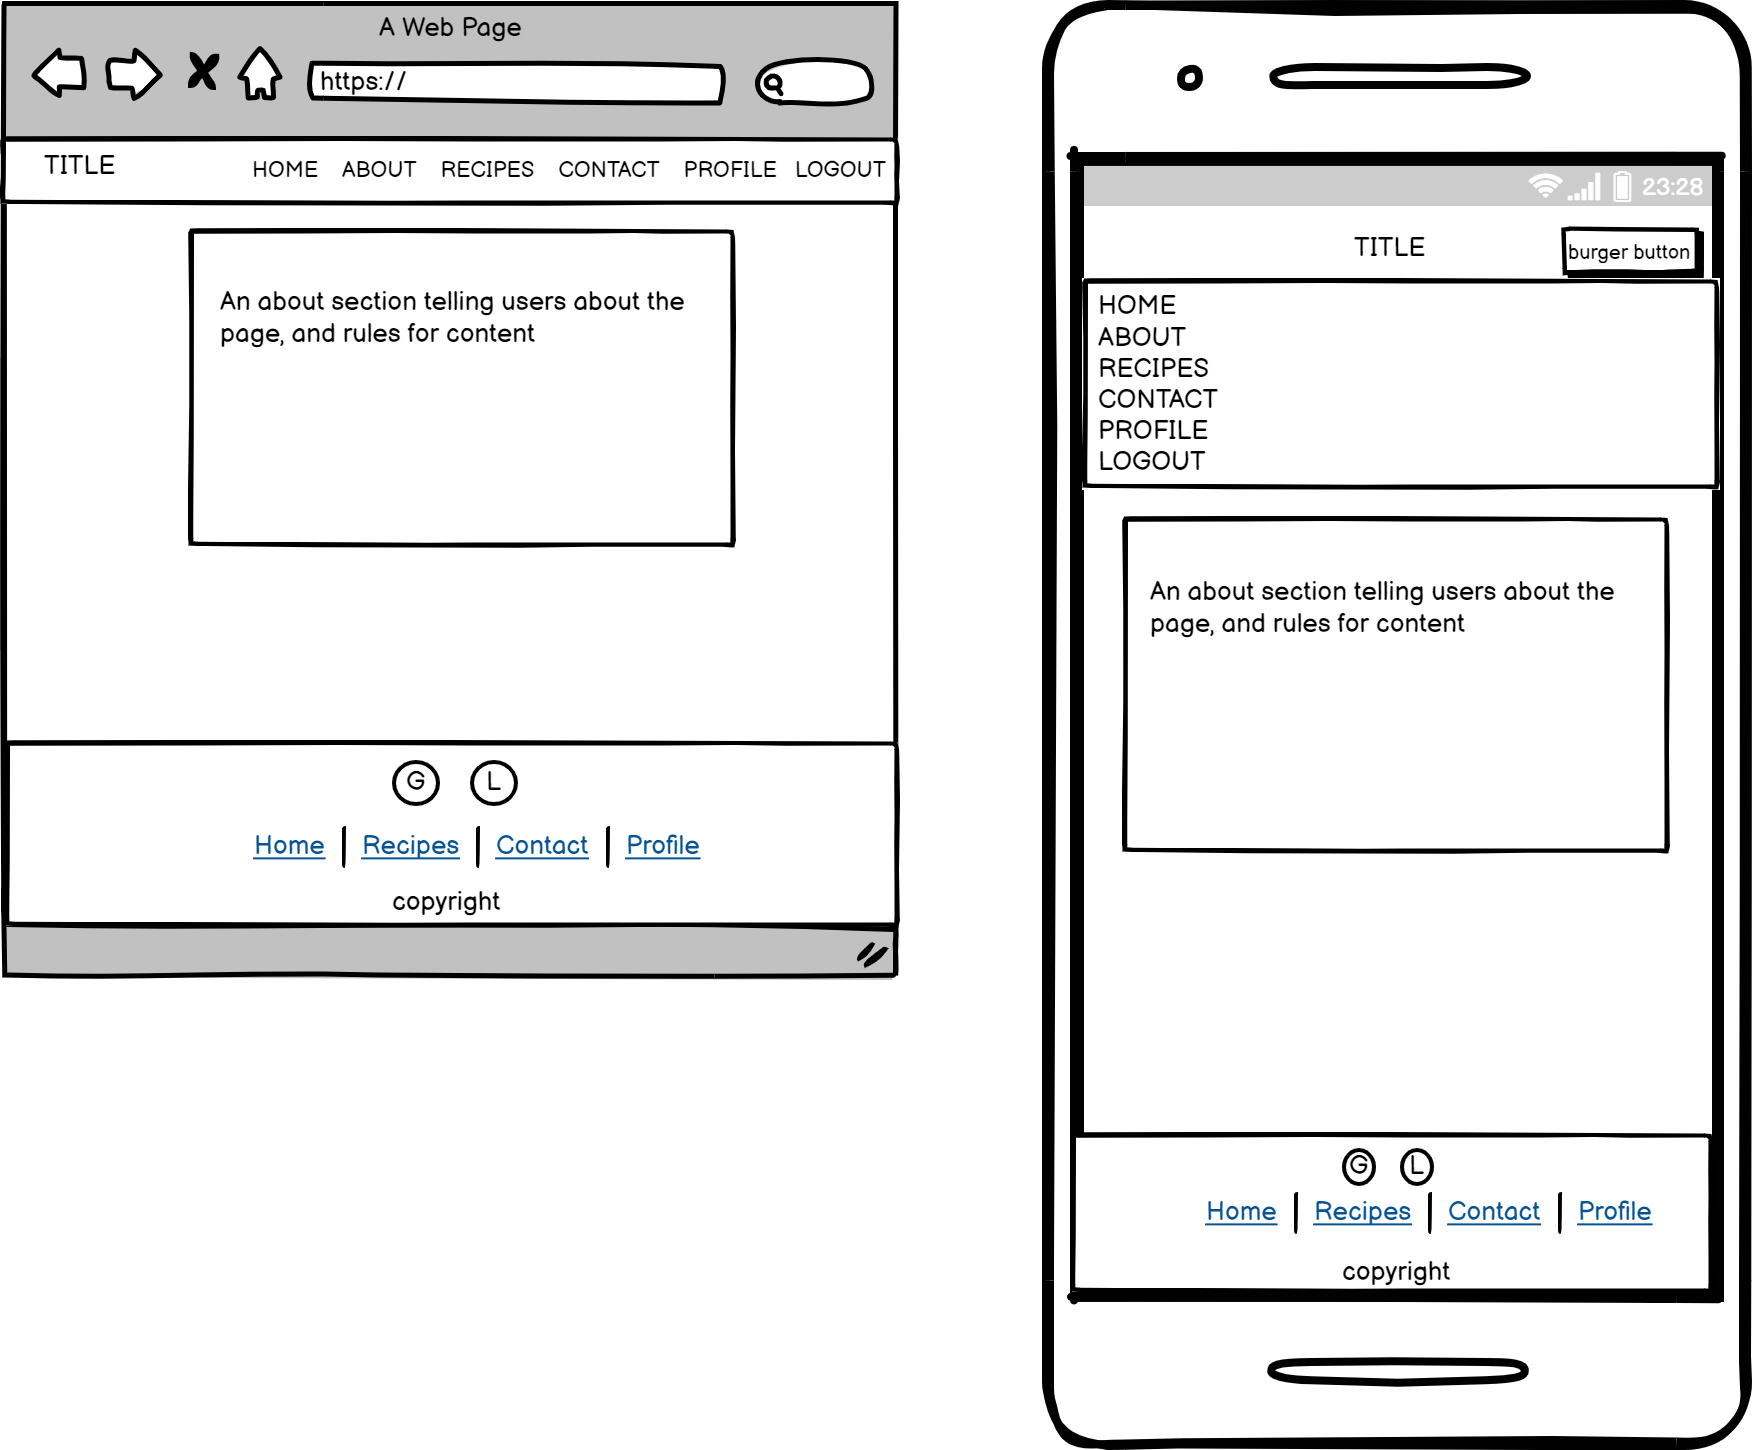 A Web Page
https://
TITLE HOME ABOUT RECIPES CONTACT PROFILE LOGOUT
An about section telling users about the
page, and rules for content
G L
Home Recipes Contact Profile
copyright
23:28
TITLE burger button
HOME
ABOUT
RECIPES
CONTACT
PROFILE
LOGOUT
An about section telling users about the
page, and rules for content
G L
Home Recipes Contact Profile
copyright